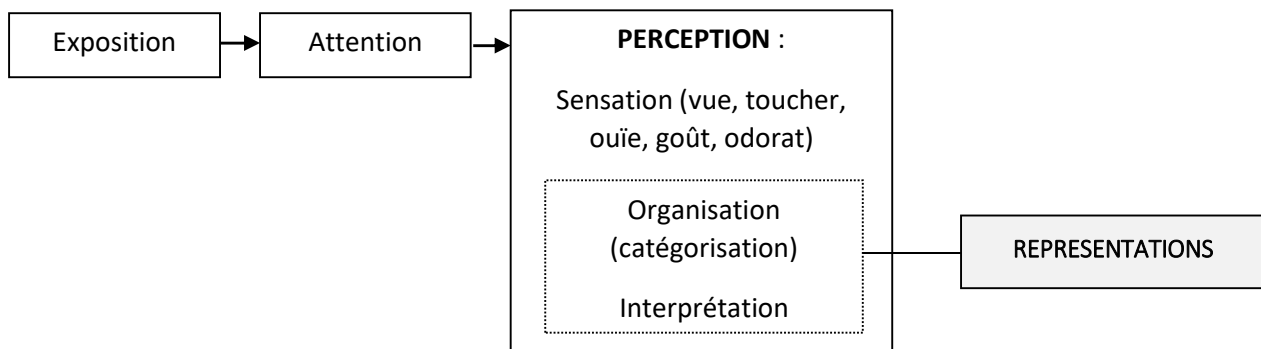 Exposition
Attention
PERCEPTION :
Sensation (vue, toucher,
ouïe, goût, odorat)
Organisation
(catégorisation)
Interprétation
REPRESENTATIONS